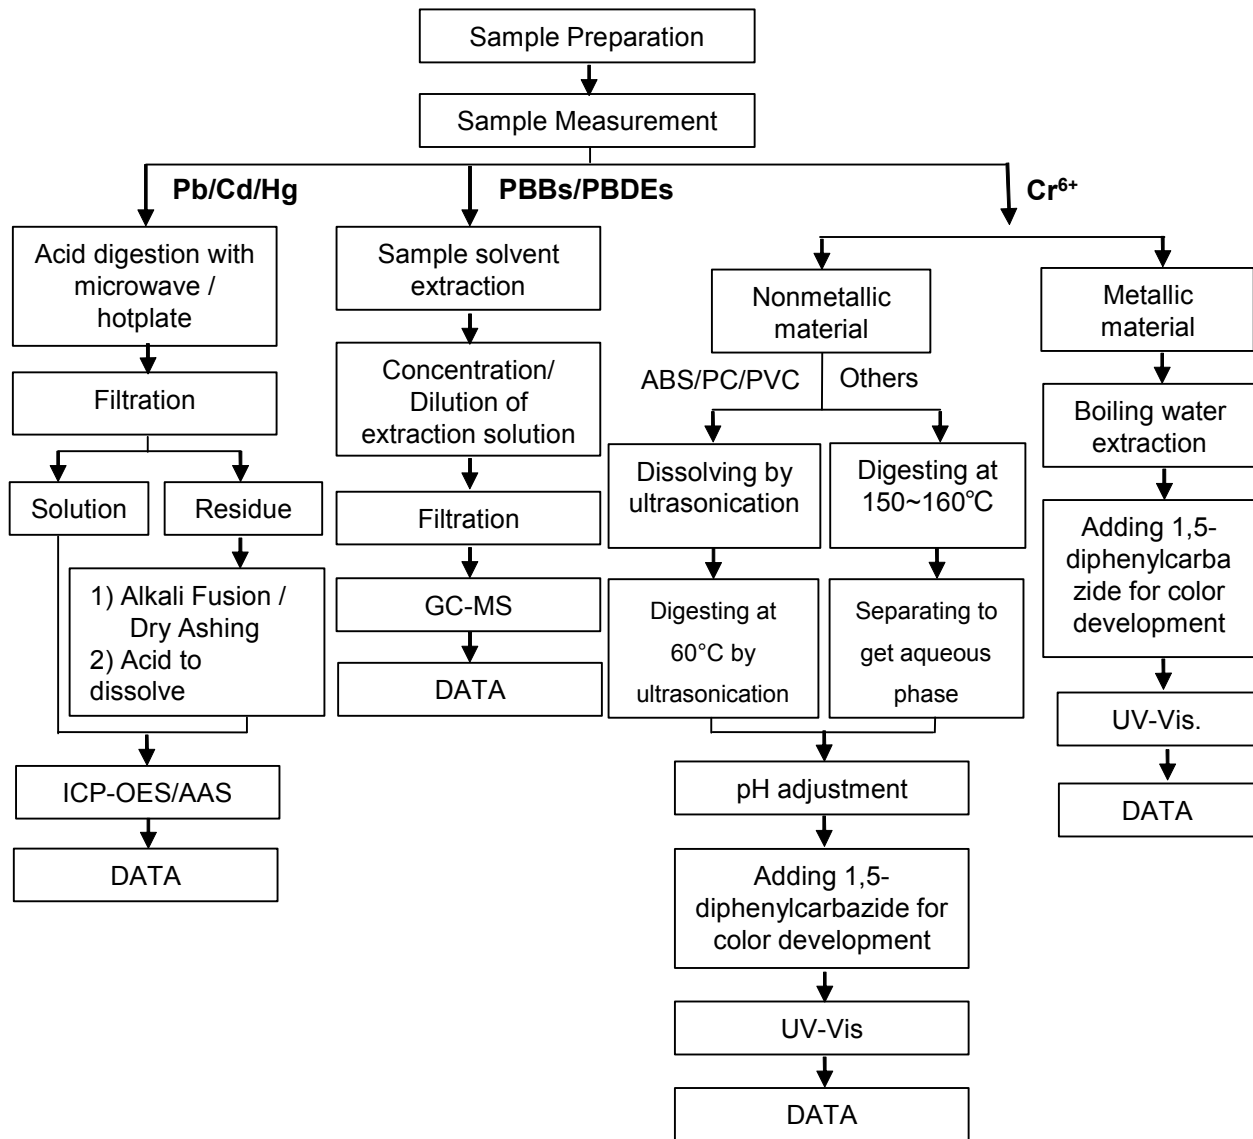 Sample Preparation
Sample Measurement
Pb/Cd/Hg
PBBs/PBDEs
Cr⁶⁺
Acid digestion with
microwave /
hotplate
Filtration
Solution
Residue
1) Alkali Fusion /
Dry Ashing
2) Acid to
dissolve
ICP-OES/AAS
DATA
Sample solvent
extraction
Concentration/
Dilution of
extraction solution
Filtration
GC-MS
DATA
Nonmetallic
material
ABS/PC/PVC
Others
Dissolving by
ultrasonication
Digesting at
60°C by
ultrasonication
Digesting at
150~160℃
Separating to
get aqueous
phase
pH adjustment
Adding 1,5-
diphenylcarbazide for
color development
UV-Vis
DATA
Metallic
material
Boiling water
extraction
Adding 1,5-
diphenylcarba
zide for color
development
UV-Vis.
DATA